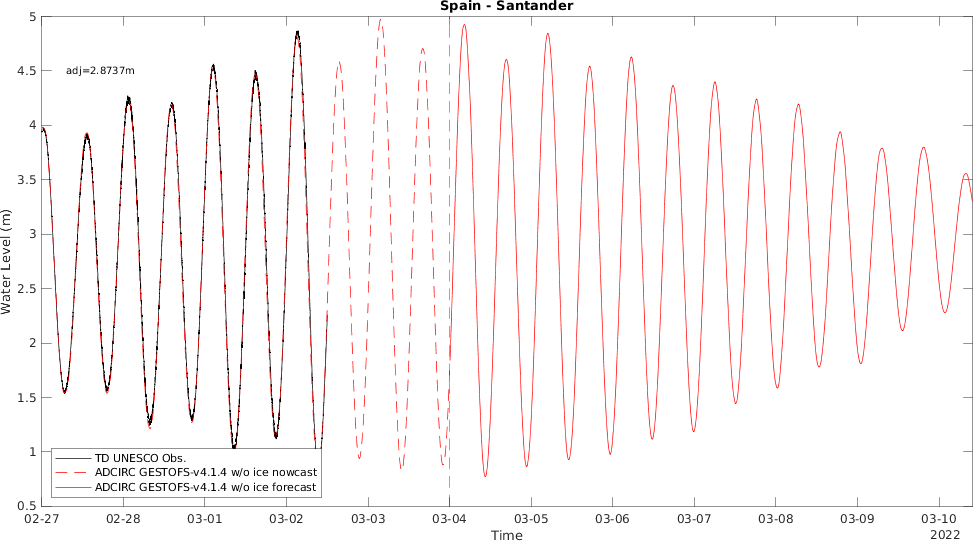 Spain - Santander
adj=2.8737m
5
4.5
4
3.5
3
2.5
2
1.5
1
0.5
Water Level (m)
TD UNESCO Obs.
ADCIRC GESTOFS-v4.1.4 w/o ice nowcast
ADCIRC GESTOFS-v4.1.4 w/o ice forecast
02-27 02-28 03-01 03-02 03-03 03-04 03-05 03-06 03-07 03-08 03-09 03-10
Time
2022